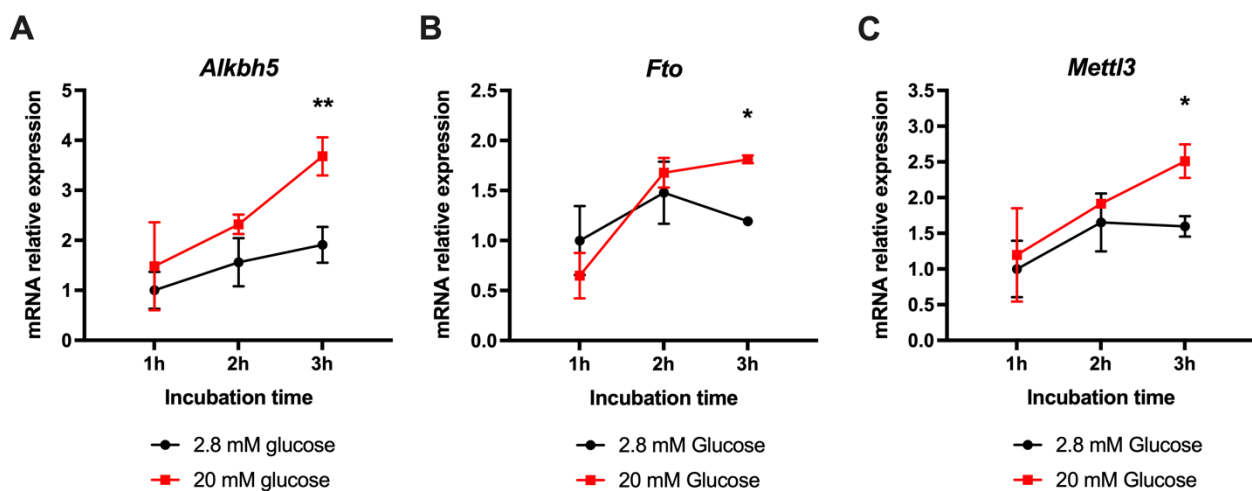 A
Alkbh5
mRNA relative expression
5
4
3
2
1
0
**
1h
2h
3h
Incubation time
2.8 mM glucose
20 mM glucose
B
Fto
mRNA relative expression
2.5
2.0
1.5
1.0
0.5
0.0
*
1h
2h
3h
Incubation time
2.8 mM Glucose
20 mM Glucose
C
Mettl3
mRNA relative expression
3.5
3.0
2.5
2.0
1.5
1.0
0.5
0.0
*
1h
2h
3h
Incubation time
2.8 mM Glucose
20 mM Glucose